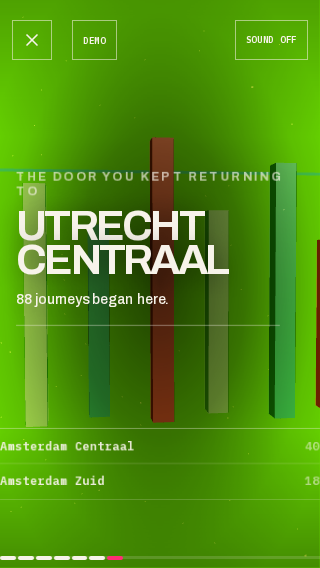 DEMO
SOUND OFF
THE DOOR YOU KEPT RETURNING
TO
UTRECHT
CENTRAAL
88 journeys began here.
Amsterdam Centraal 40
Amsterdam Zuid 18